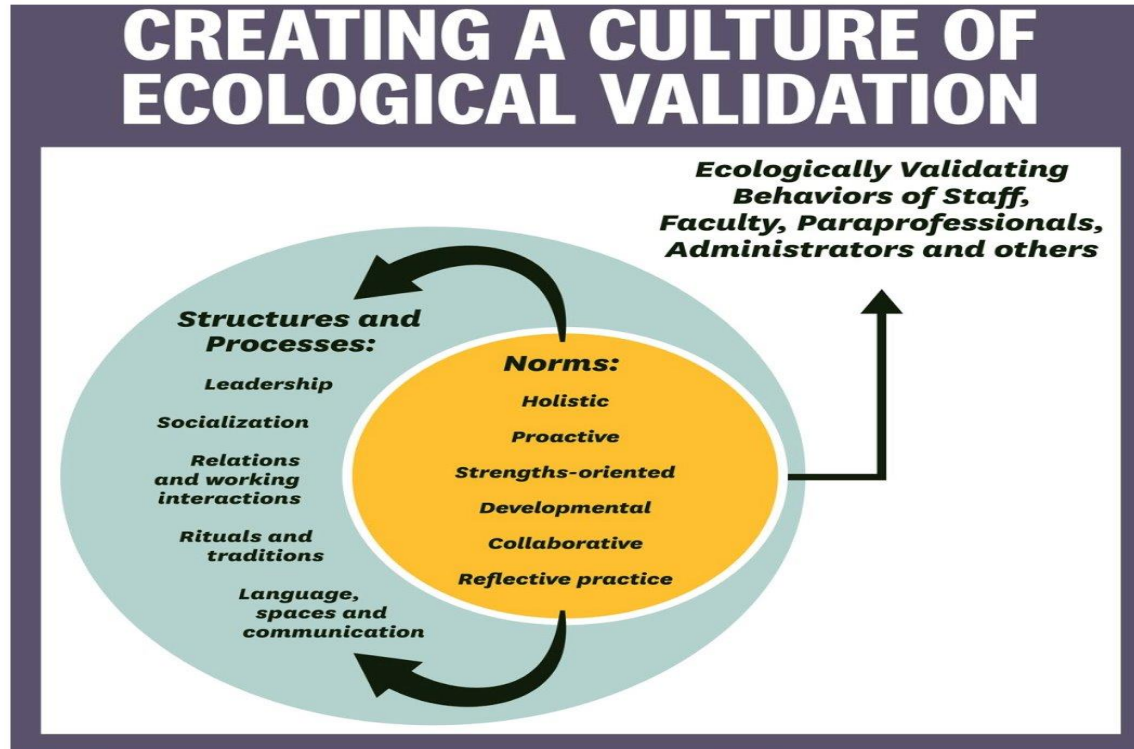 CREATING A CULTURE OF
ECOLOGICAL VALIDATION
Ecologically Validating
Behaviors of Staff,
Faculty, Paraprofessionals,
Administrators and others
Structures and
Processes:
Leadership
Socialization
Relations
and working
interactions
Rituals and
traditions
Language,
spaces and
communication
Norms:
Holistic
Proactive
Strengths-oriented
Developmental
Collaborative
Reflective practice